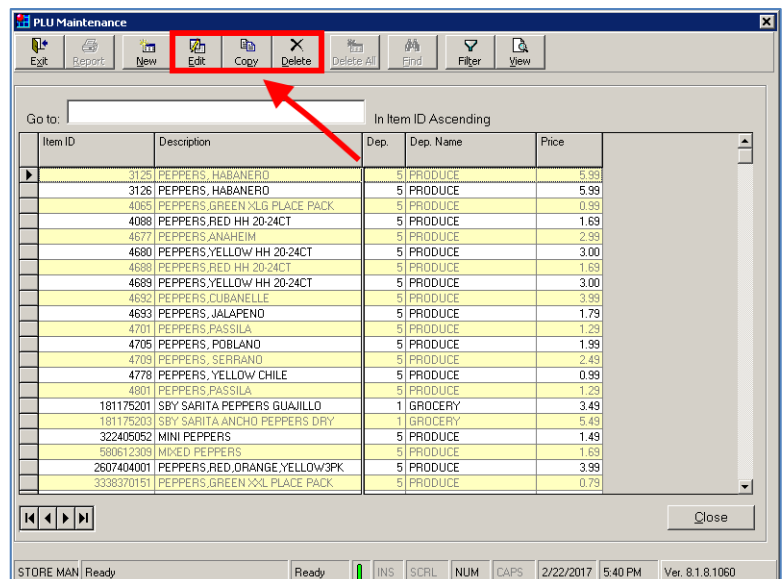 PLU Maintenance
Exit Report New Edit Copy Delete Delete All Find Filter View
Go to: In Item ID Ascending
Item ID Description Dep. Dep. Name Price
3125 PEPPERS, HABANERO 5 PRODUCE 5.99
3126 PEPPERS, HABANERO 5 PRODUCE 5.99
4065 PEPPERS,GREEN XLG PLACE PACK 5 PRODUCE 0.99
4088 PEPPERS,RED HH 20-24CT 5 PRODUCE 1.69
4677 PEPPERS,ANAHEIM 5 PRODUCE 2.99
4680 PEPPERS,YELLOW HH 20-24CT 5 PRODUCE 3.00
4688 PEPPERS,RED HH 20-24CT 5 PRODUCE 1.69
4689 PEPPERS,YELLOW HH 20-24CT 5 PRODUCE 3.00
4692 PEPPERS,CUBANELLE 5 PRODUCE 3.99
4693 PEPPERS, JALAPENO 5 PRODUCE 1.79
4701 PEPPERS,PASSILA 5 PRODUCE 1.29
4705 PEPPERS, POBLANO 5 PRODUCE 1.99
4709 PEPPERS, SERRANO 5 PRODUCE 2.49
4778 PEPPERS, YELLOW CHILE 5 PRODUCE 0.99
4801 PEPPERS,PASSILA 5 PRODUCE 1.29
181175201 SBY SARITA PEPPERS GUAJILLO 1 GROCERY 3.49
181175203 SBY SARITA ANCHO PEPPERS DRY 1 GROCERY 5.49
322405052 MINI PEPPERS 5 PRODUCE 1.49
580612309 MIXED PEPPERS 5 PRODUCE 1.69
2607404001 PEPPERS,RED,ORANGE,YELLOW3PK 5 PRODUCE 3.99
3338370151 PEPPERS,GREEN XXL PLACE PACK 5 PRODUCE 0.79
Close
STORE MAN Ready Ready INS SCRL NUM CAPS 2/22/2017 5:40 PM Ver. 8.1.8.1060